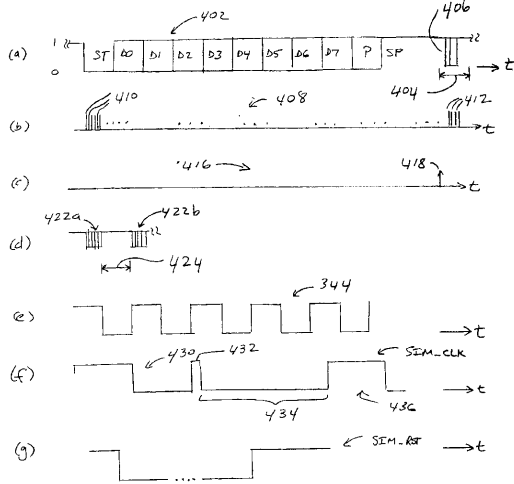 402
406
(a) 1 ST D0 D1 D2 D3 D4 D5 D6 D7 P SP
0 t
404
410 408 412
(b) .... .... .... .... .... t
416 418
(c) t
422a 422b
(d)
424
344
(e) t
430 432 SIM_CLK
(f) t
434 436
(g) .... SIM_RST t